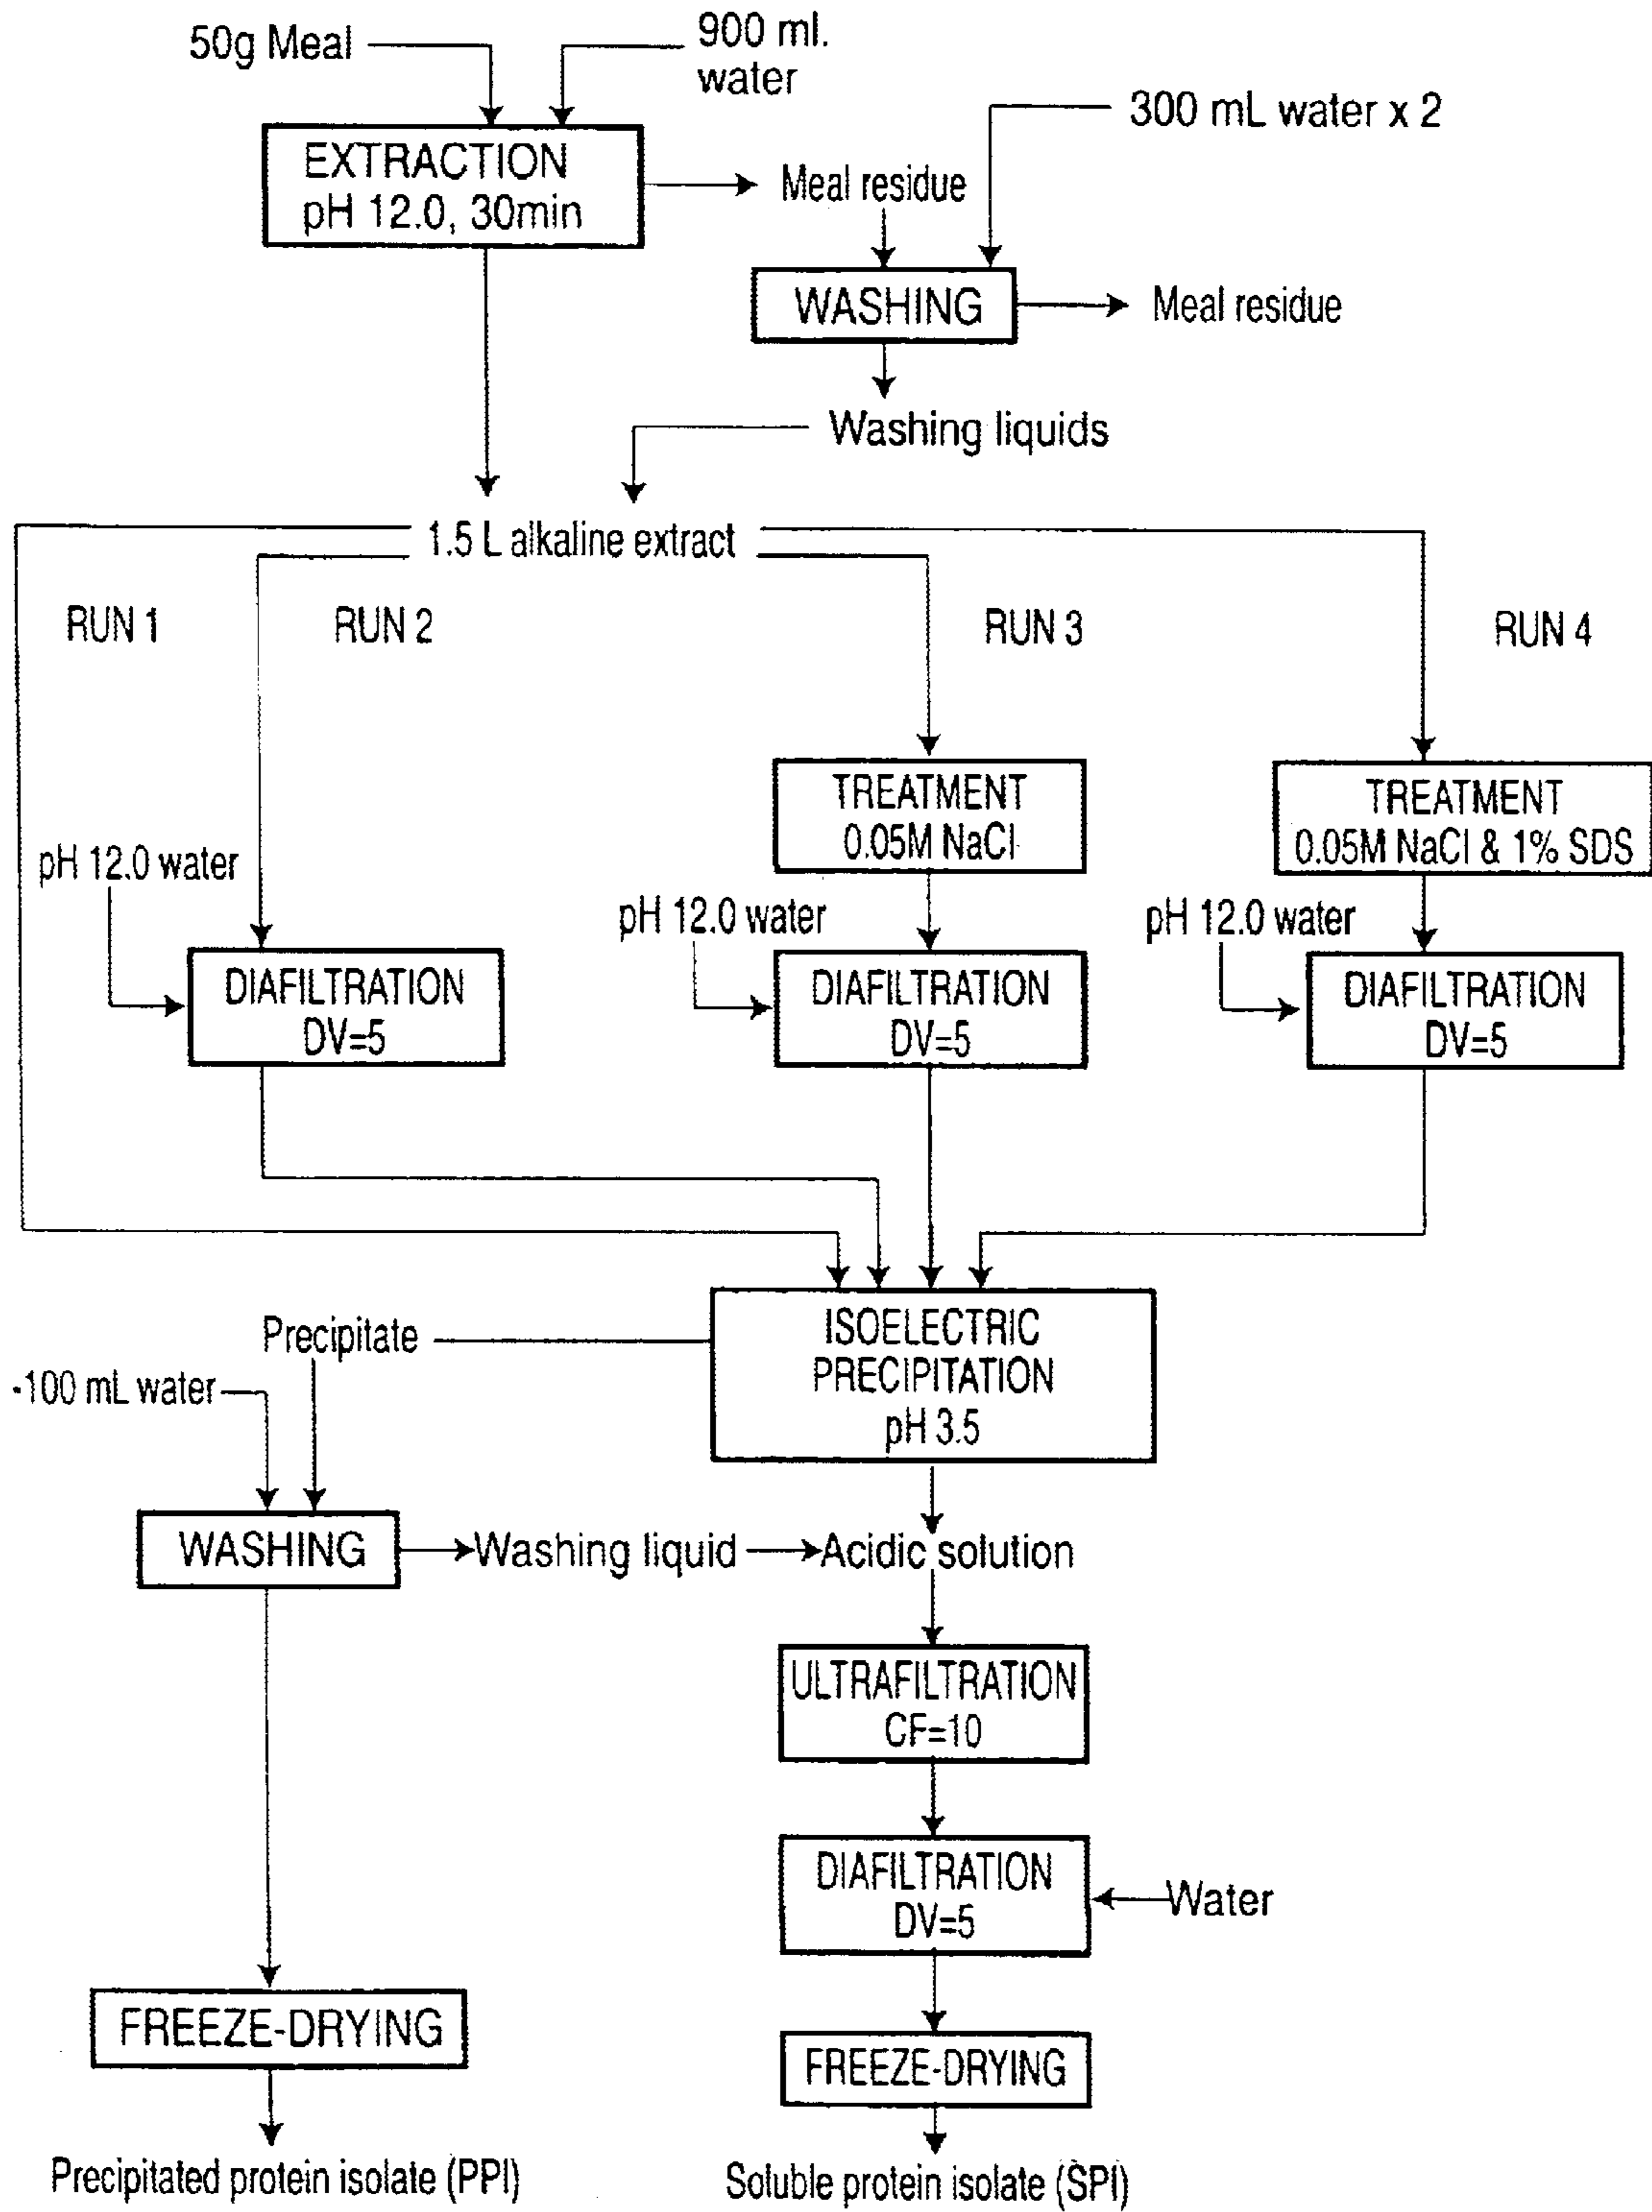 50g Meal
900 ml.
water
300 mL water x 2
EXTRACTION
pH 12.0, 30min
Meal residue
WASHING
Meal residue
Washing liquids
1.5 L alkaline extract
RUN 1
RUN 2
RUN 3
RUN 4
TREATMENT
0.05M NaCl
TREATMENT
0.05M NaCl & 1% SDS
pH 12.0 water
pH 12.0 water
pH 12.0 water
DIAFILTRATION
DV=5
DIAFILTRATION
DV=5
DIAFILTRATION
DV=5
ISOELECTRIC
PRECIPITATION
pH 3.5
Precipitate
-100 mL water
WASHING
Washing liquid
Acidic solution
ULTRAFILTRATION
CF=10
DIAFILTRATION
DV=5
Water
FREEZE-DRYING
FREEZE-DRYING
Precipitated protein isolate (PPI)
Soluble protein isolate (SPI)